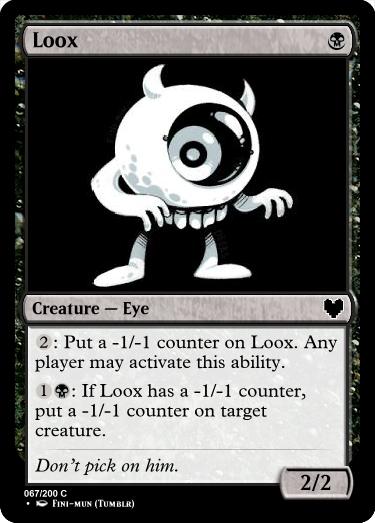 Loox
Creature — Eye
2: Put a -1/-1 counter on Loox. Any
player may activate this ability.
1: If Loox has a -1/-1 counter,
put a -1/-1 counter on target
creature.
Don't pick on him.
2/2
067/200 C
• Fini-mun (Tumblr)